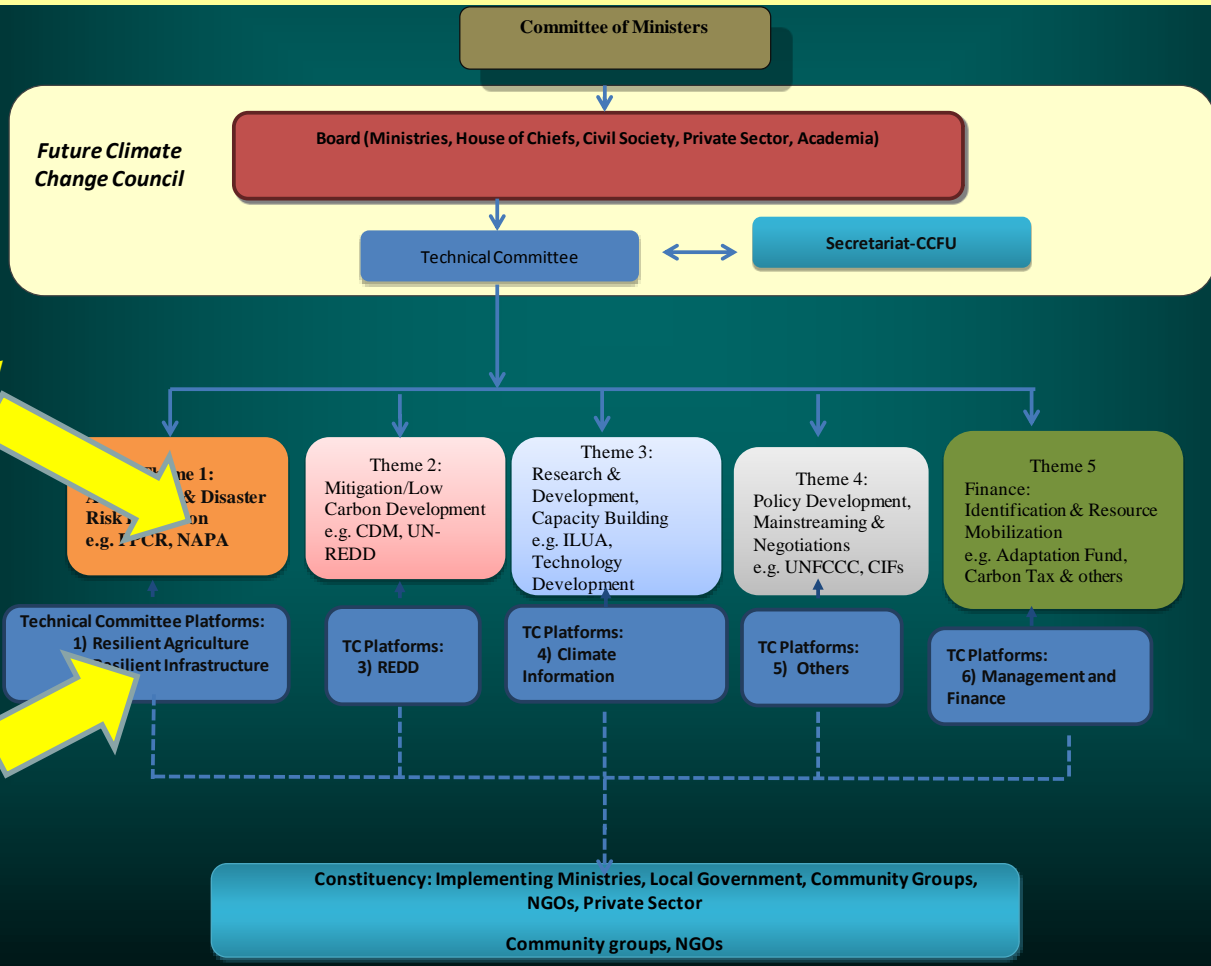 Committee of Ministers
Future Climate
Change Council
Board (Ministries, House of Chiefs, Civil Society, Private Sector, Academia)
Technical Committee
Secretariat-CCFU
1:
& Disaster
Risk
e.g. NAPA
Theme 2:
Mitigation/Low
Carbon Development
e.g. CDM, UN-
REDD
Theme 3:
Research &
Development,
Capacity Building
e.g. ILUA,
Technology
Development
Theme 4:
Policy Development,
Mainstreaming &
Negotiations
e.g. UNFCCC, CIFs
Theme 5
Finance:
Identification & Resource
Mobilization
e.g. Adaptation Fund,
Carbon Tax & others
Technical Committee Platforms:
1) Resilient Agriculture
Resilient Infrastructure
TC Platforms:
3) REDD
TC Platforms:
4) Climate
Information
TC Platforms:
5) Others
TC Platforms:
6) Management and
Finance
Constituency: Implementing Ministries, Local Government, Community Groups,
NGOs, Private Sector
Community groups, NGOs